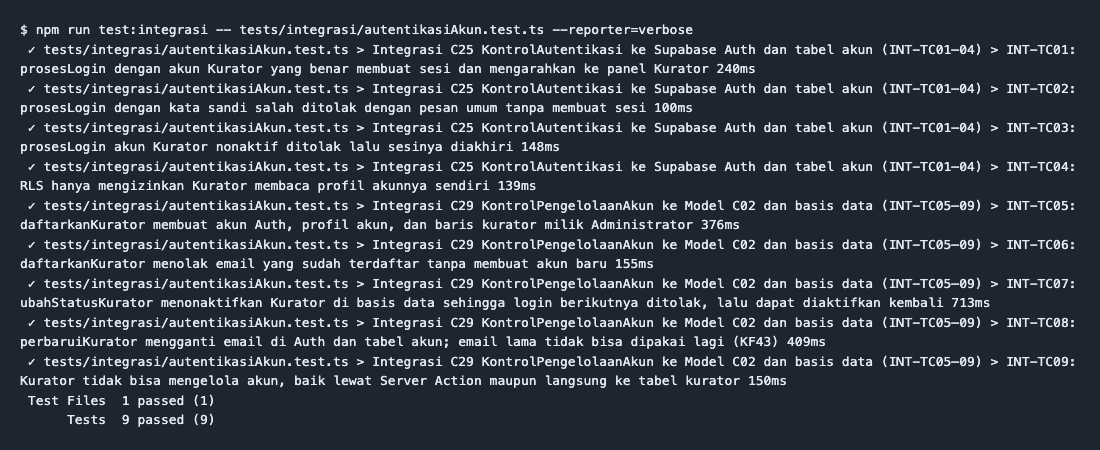 $ npm run test:integrasi -- tests/integrasi/autentikasiAkun.test.ts --reporter=verbose
✓ tests/integrasi/autentikasiAkun.test.ts > Integrasi C25 KontrolAutentikasi ke Supabase Auth dan tabel akun (INT-TC01-04) > INT-TC01:
prosesLogin dengan akun Kurator yang benar membuat sesi dan mengarahkan ke panel Kurator 240ms
✓ tests/integrasi/autentikasiAkun.test.ts > Integrasi C25 KontrolAutentikasi ke Supabase Auth dan tabel akun (INT-TC01-04) > INT-TC02:
prosesLogin dengan kata sandi salah ditolak dengan pesan umum tanpa membuat sesi 100ms
✓ tests/integrasi/autentikasiAkun.test.ts > Integrasi C25 KontrolAutentikasi ke Supabase Auth dan tabel akun (INT-TC01-04) > INT-TC03:
prosesLogin akun Kurator nonaktif ditolak lalu sesinya diakhiri 148ms
✓ tests/integrasi/autentikasiAkun.test.ts > Integrasi C25 KontrolAutentikasi ke Supabase Auth dan tabel akun (INT-TC01-04) > INT-TC04:
RLS hanya mengizinkan Kurator membaca profil akunnya sendiri 139ms
✓ tests/integrasi/autentikasiAkun.test.ts > Integrasi C29 KontrolPengelolaanAkun ke Model C02 dan basis data (INT-TC05-09) > INT-TC05:
daftarkanKurator membuat akun Auth, profil akun, dan baris kurator milik Administrator 376ms
✓ tests/integrasi/autentikasiAkun.test.ts > Integrasi C29 KontrolPengelolaanAkun ke Model C02 dan basis data (INT-TC05-09) > INT-TC06:
daftarkanKurator menolak email yang sudah terdaftar tanpa membuat akun baru 155ms
✓ tests/integrasi/autentikasiAkun.test.ts > Integrasi C29 KontrolPengelolaanAkun ke Model C02 dan basis data (INT-TC05-09) > INT-TC07:
ubahStatusKurator menonaktifkan Kurator di basis data sehingga login berikutnya ditolak, lalu dapat diaktifkan kembali 713ms
✓ tests/integrasi/autentikasiAkun.test.ts > Integrasi C29 KontrolPengelolaanAkun ke Model C02 dan basis data (INT-TC05-09) > INT-TC08:
perbaruiKurator mengganti email di Auth dan tabel akun; email lama tidak bisa dipakai lagi (KF43) 409ms
✓ tests/integrasi/autentikasiAkun.test.ts > Integrasi C29 KontrolPengelolaanAkun ke Model C02 dan basis data (INT-TC05-09) > INT-TC09:
Kurator tidak bisa mengelola akun, baik lewat Server Action maupun langsung ke tabel kurator 150ms
Test Files  1 passed (1)
Tests  9 passed (9)